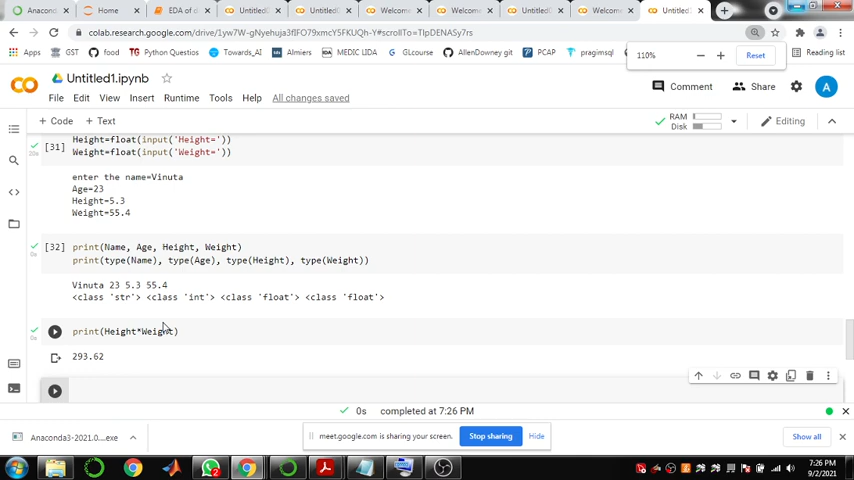 Anaconda
Home
EDA of s
Untitled
Untitled
Welcome
Welcome
Untitled
Welcome
Untitled
colab.research.google.com/drive/1yw7W-gNyehuja3flFO79xmcYG3BgtKF_KUQh-Y#scrollTo=TlpDENASy7rs
Apps
GST
food
Python Questions
Towards_AI
Almaimers
MEDIC LIDA
GLcourse
AllenDowney git
PCAP
pragimsql
Reading list
110%
Reset
Untitled1.ipynb
Comment
Share
A
File
Edit
View
Insert
Runtime
Tools
Help
All changes saved
+ Code
+ Text
RAM
Disk
Editing
Height=float(input('Height='))
[31]
Weight=float(input('Weight='))
20s
enter the name=Vinuta
Age=23
Height=5.3
Weight=55.4
[32] print(Name, Age, Height, Weight)
0s
print(type(Name), type(Age), type(Height), type(Weight))
Vinuta 23 5.3 55.4
<class 'str'> <class 'int'> <class 'float'> <class 'float'>
print(Height*Weight)
0s
293.62
0s completed at 7:26 PM
Anaconda3-2021.0....exe
meet.google.com is sharing your screen.
Stop sharing
Hide
Show all
2
7:26 PM
9/2/2021